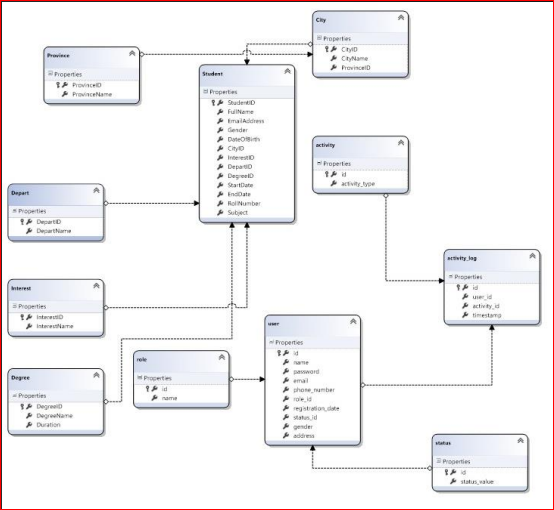 City
Properties
CityID
CityName
ProvinceID
Province
Properties
ProvinceID
ProvinceName
Student
Properties
StudentID
FullName
EmailAddress
Gender
DateOfBirth
CityID
InterestID
DepartID
DegreeID
StartDate
EndDate
RollNumber
Subject
activity
Properties
id
activity_type
Depart
Properties
DepartID
DepartName
activity_log
Properties
id
user_id
activity_id
timestamp
Interest
Properties
InterestID
InterestName
user
Properties
id
name
password
email
phone_number
role_id
registration_date
status_id
gender
address
role
Properties
id
name
Degree
Properties
DegreeID
DegreeName
Duration
status
Properties
id
status_value